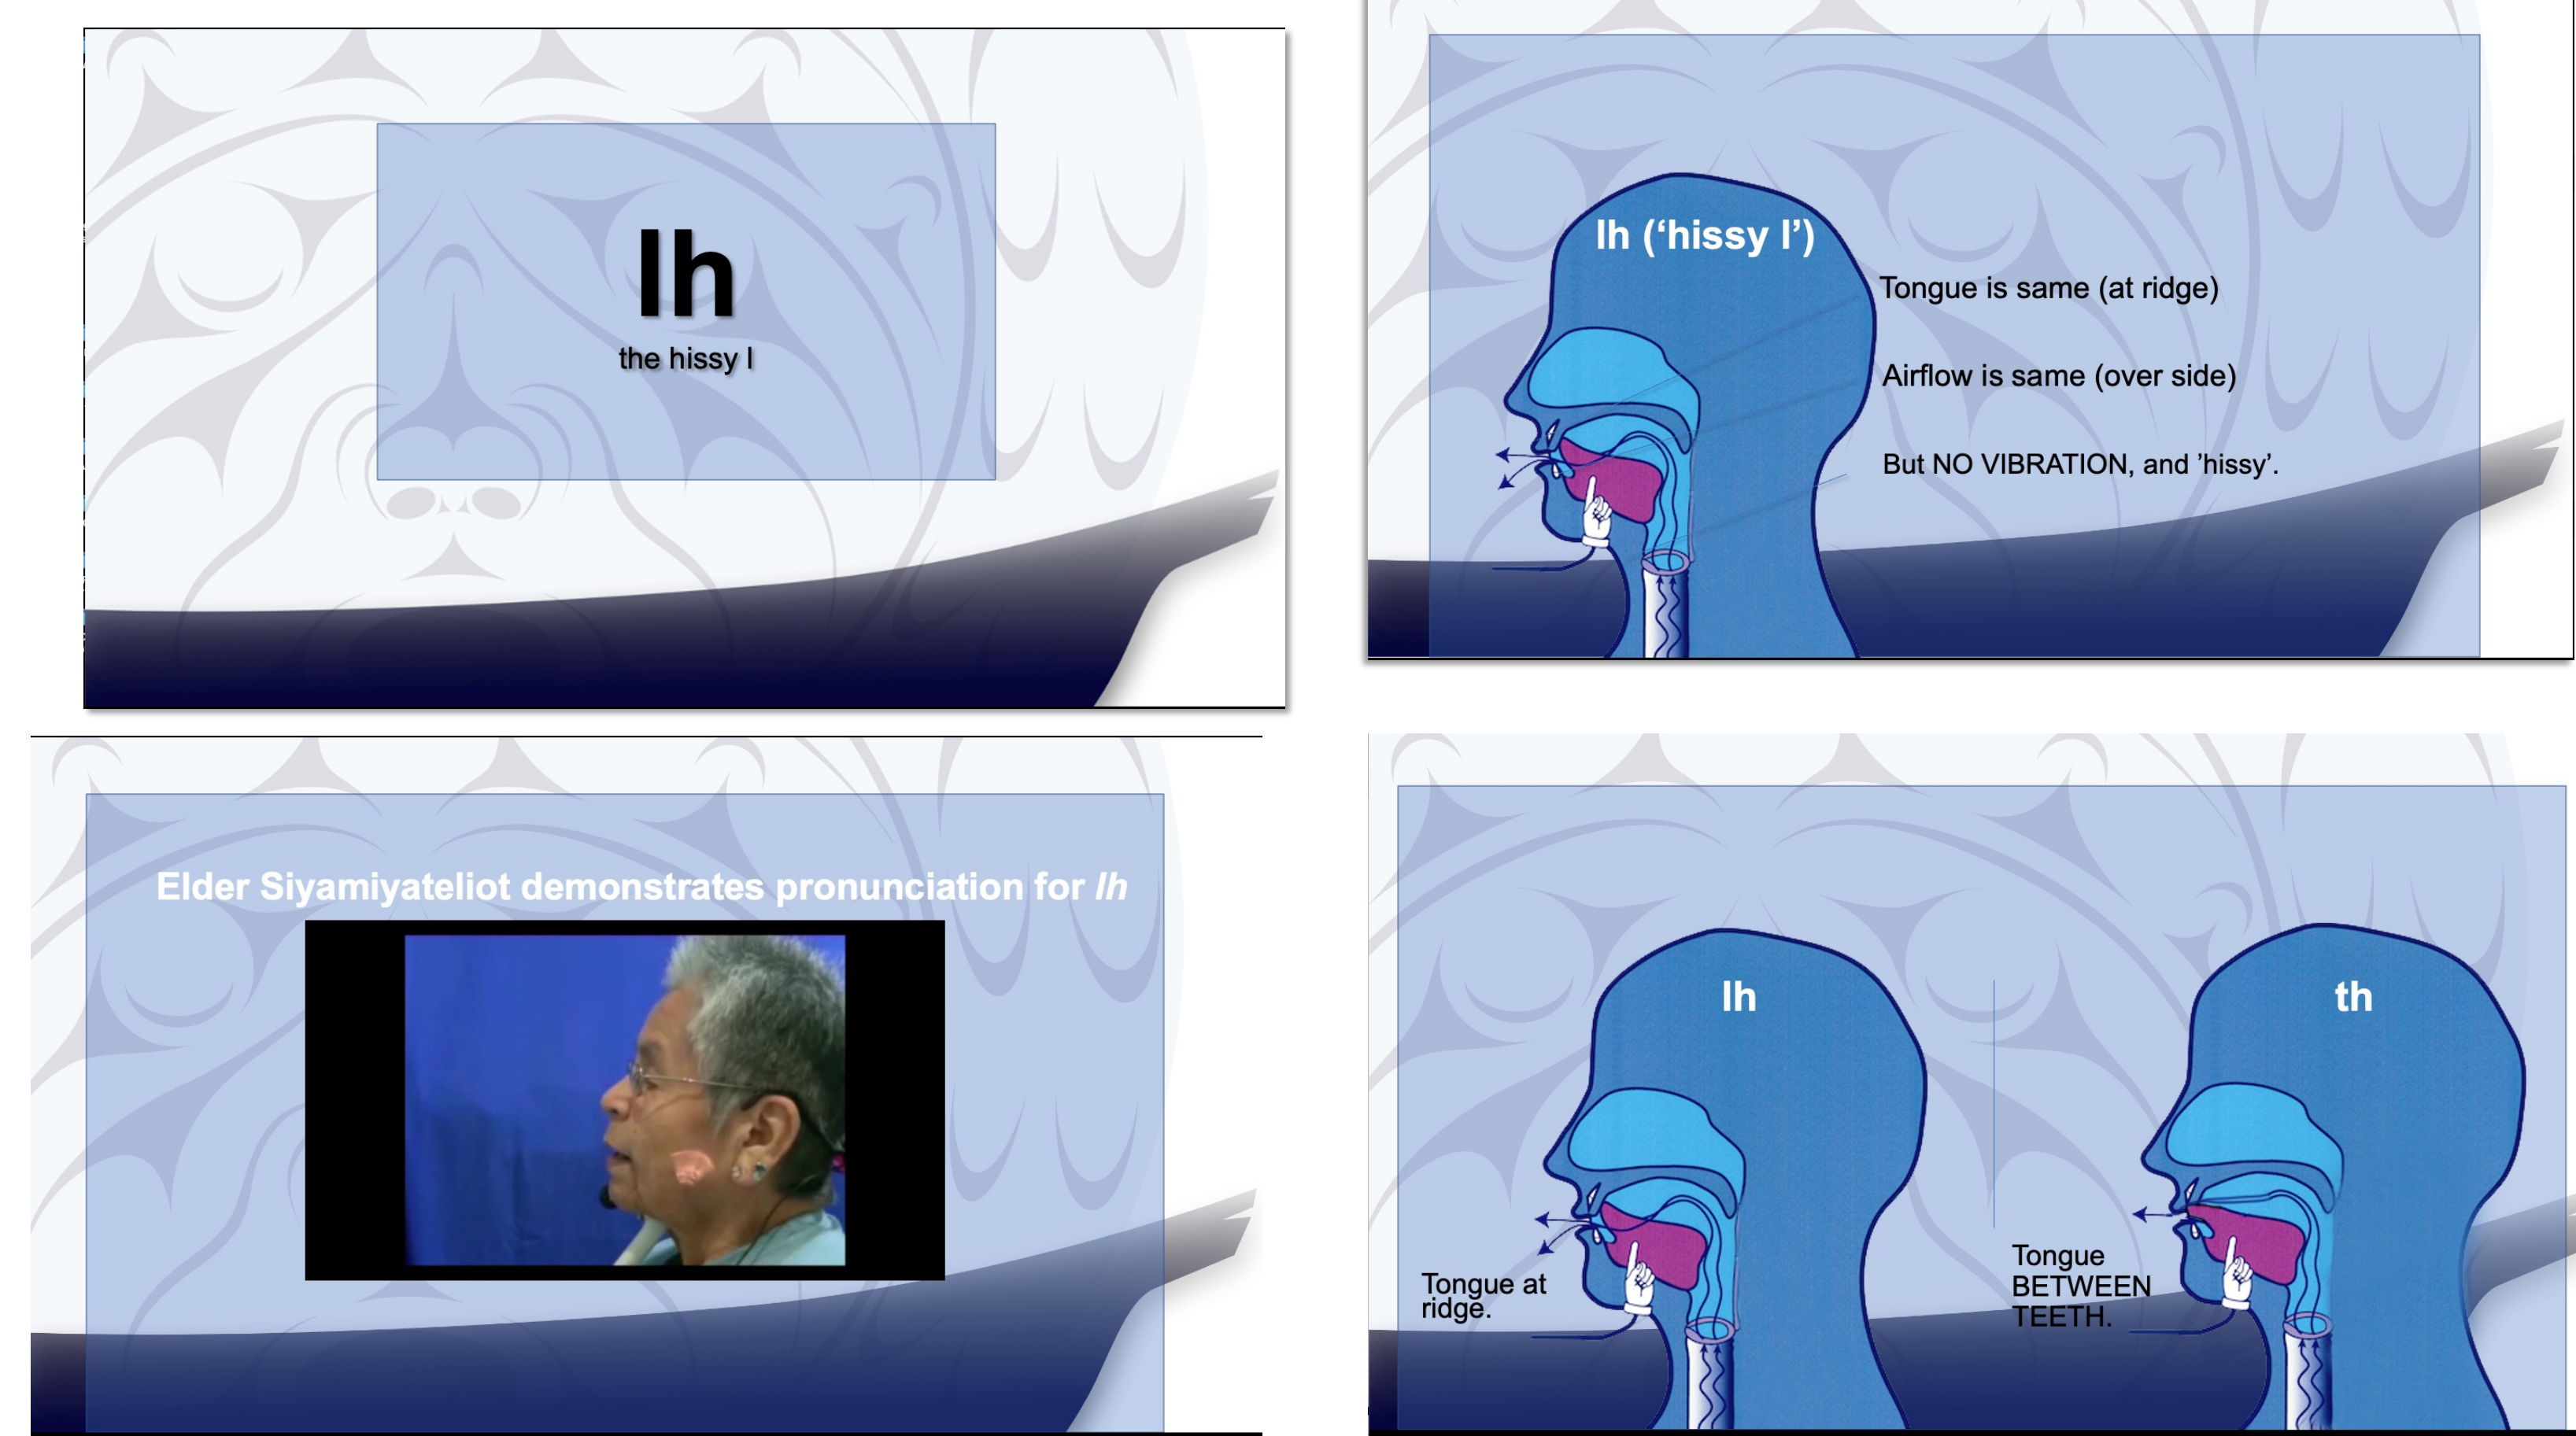 lh
the hissy l
lh (‘hissy l’)
Tongue is same (at ridge)
Airflow is same (over side)
But NO VIBRATION, and ’hissy’.
Elder Siyamiyateliot demonstrates pronunciation for lh
lh
Tongue at
ridge.
th
Tongue
BETWEEN
TEETH.